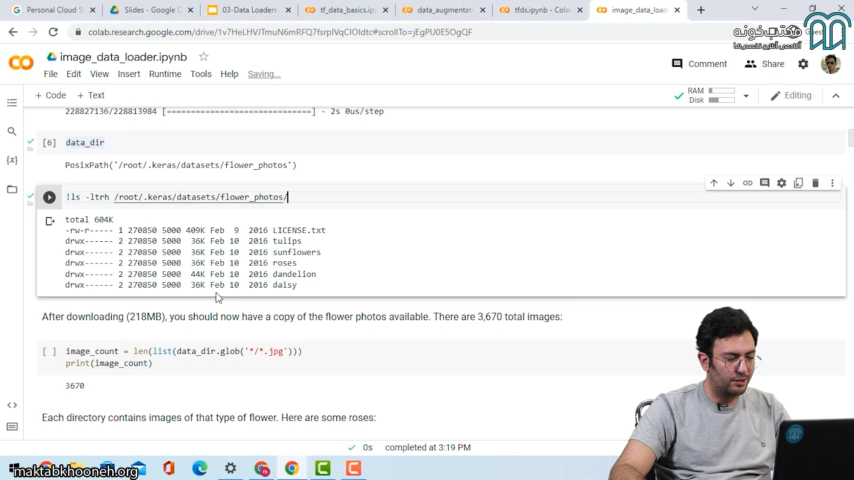 Personal Cloud S
Slides - Google D
03-Data Loaders
tf_data_basics.ip
data_augmentat
tfds.ipynb - Colab
image_data_load
colab.research.google.com/drive/1v7HeLHVJTmuN6mRFQ7fsrpIVqCIOIdtc#scrollTo=jEgPU0E5OgQF
مکتب‌خونه
image_data_loader.ipynb
File Edit View Insert Runtime Tools Help Saving...
Comment
Share
+ Code + Text
RAM
Disk
Editing
228827136/228813984 [==============================] - 2s 0us/step
[6] data_dir
PosixPath('/root/.keras/datasets/flower_photos')
!ls -ltrh /root/.keras/datasets/flower_photos/
total 604K
-rw-r----- 1 270850 5000 409K Feb 9 2016 LICENSE.txt
drwx------ 2 270850 5000 36K Feb 10 2016 tulips
drwx------ 2 270850 5000 36K Feb 10 2016 sunflowers
drwx------ 2 270850 5000 36K Feb 10 2016 roses
drwx------ 2 270850 5000 44K Feb 10 2016 dandelion
drwx------ 2 270850 5000 36K Feb 10 2016 daisy
After downloading (218MB), you should now have a copy of the flower photos available. There are 3,670 total images:
[ ] image_count = len(list(data_dir.glob('*/*.jpg')))
print(image_count)
3670
Each directory contains images of that type of flower. Here are some roses:
0s completed at 3:19 PM
maktabkhooneh.org